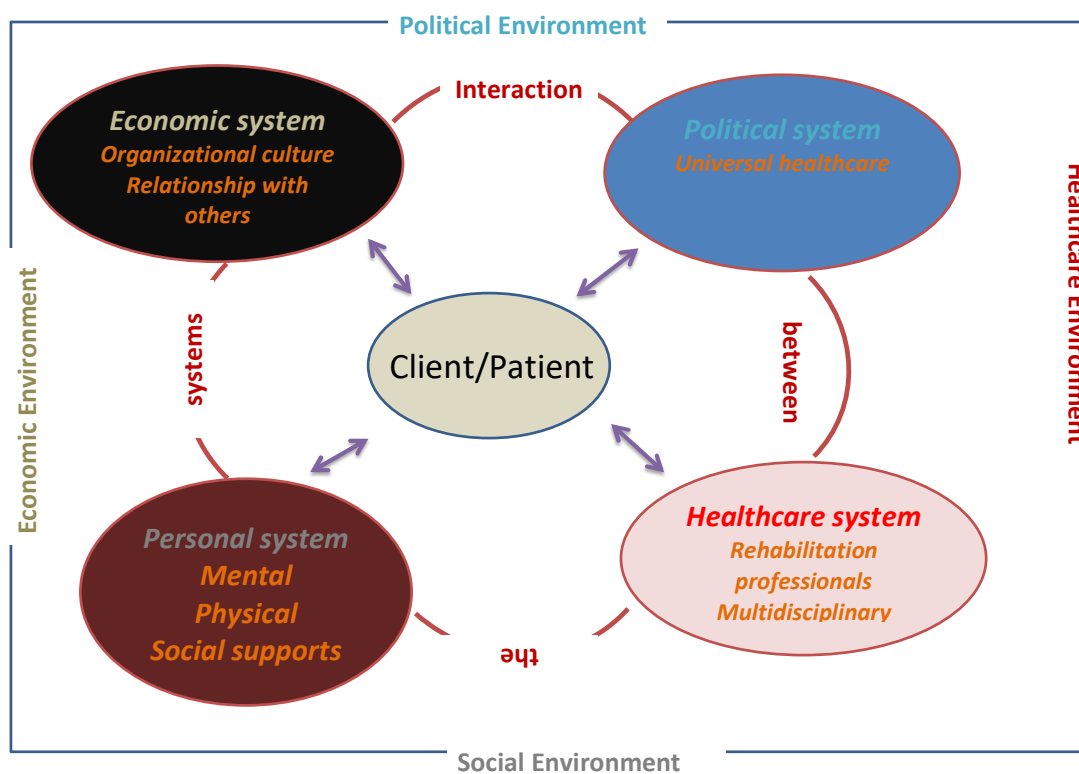 Political Environment
Interaction
Economic system
Organizational culture
Relationship with
others
Political system
Universal healthcare
Healthcare Environment
Economic Environment
systems
Client/Patient
between
Personal system
Mental
Physical
Social supports
Healthcare system
Rehabilitation
professionals
Multidisciplinary
the
Social Environment